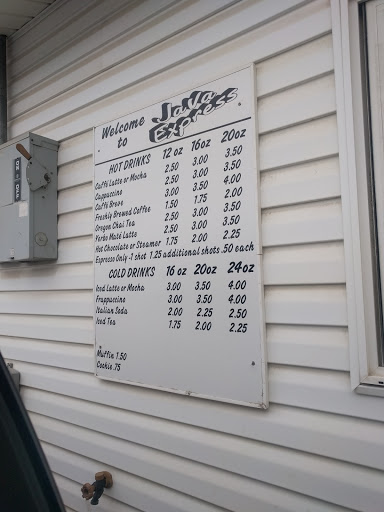 Welcome to Java Express
HOT DRINKS 12 oz 16oz 20oz
Caffé Latte or Mocha 2.50 3.00 3.50
Cappuccino 2.50 3.00 3.50
Caffé Breve 3.00 3.50 4.00
Freshly Brewed Coffee 1.50 1.75 2.00
Oregon Chai Tea 2.50 3.00 3.50
Yerba Maté Latte 2.50 3.00 3.50
Hot Chocolate or Steamer 1.75 2.00 2.25
Espresso Only -1 shot 1.25 additional shots .50 each
COLD DRINKS 16 oz 20oz 24oz
Iced Latte or Mocha 3.00 3.50 4.00
Frappuccino 3.00 3.50 4.00
Italian Soda 2.00 2.25 2.50
Iced Tea 1.75 2.00 2.25
Muffin 1.50
Cookie .75